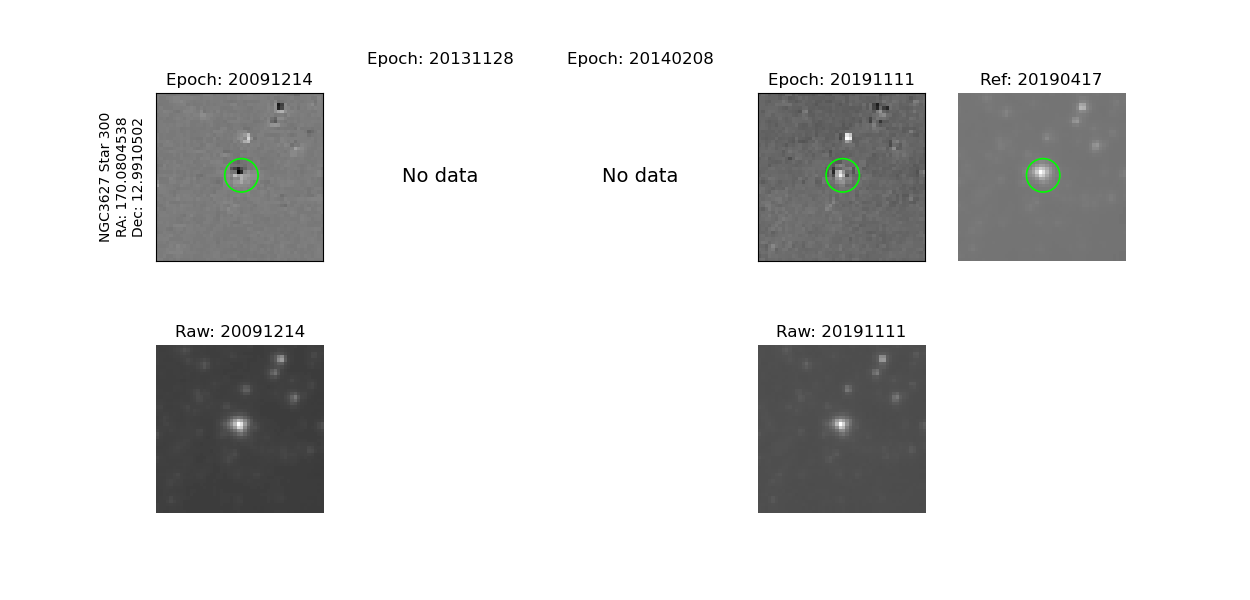 Epoch: 20131128
Epoch: 20140208
Epoch: 20091214
Epoch: 20191111
Ref: 20190417
NGC3627 Star 300
RA: 170.0804538
Dec: 12.9910502
No data
No data
Raw: 20091214
Raw: 20191111